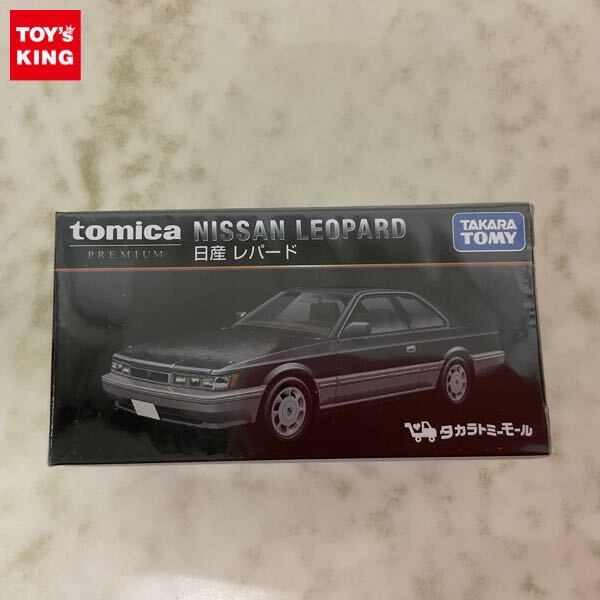 TOY's
KING
tomica
PREMIUM
NISSAN LEOPARD
日産 レパード
TAKARA
TOMY
タカラトミーモール